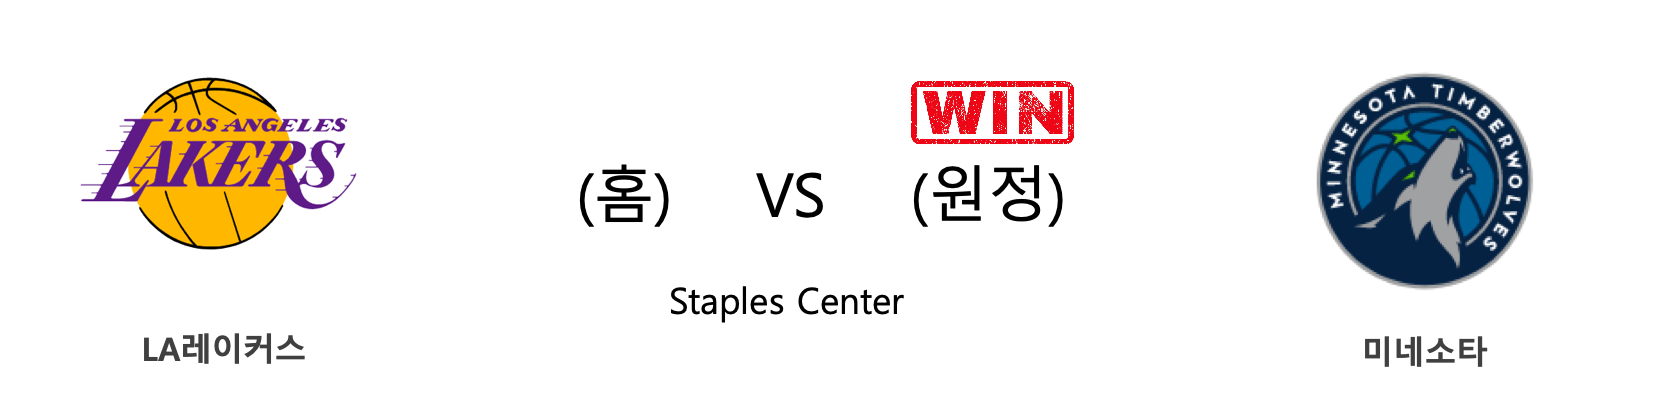 LOS ANGELES
LAKERS
WIN
(홈) VS (원정)
MINNESOTA TIMBERWOLVES
Staples Center
LA레이커스
미네소타